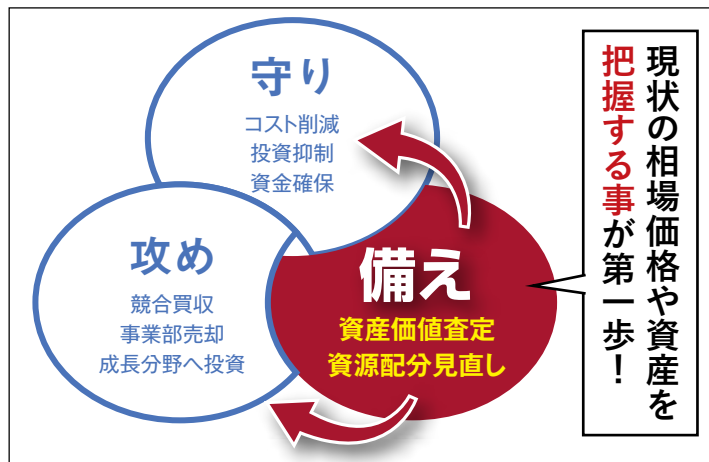 守り
コスト削減
投資抑制
資金確保
攻め
競合買収
事業部売却
成長分野へ投資
備え
資産価値査定
資源配分見直し
現状の相場価格や資産を
把握する事が第一歩！